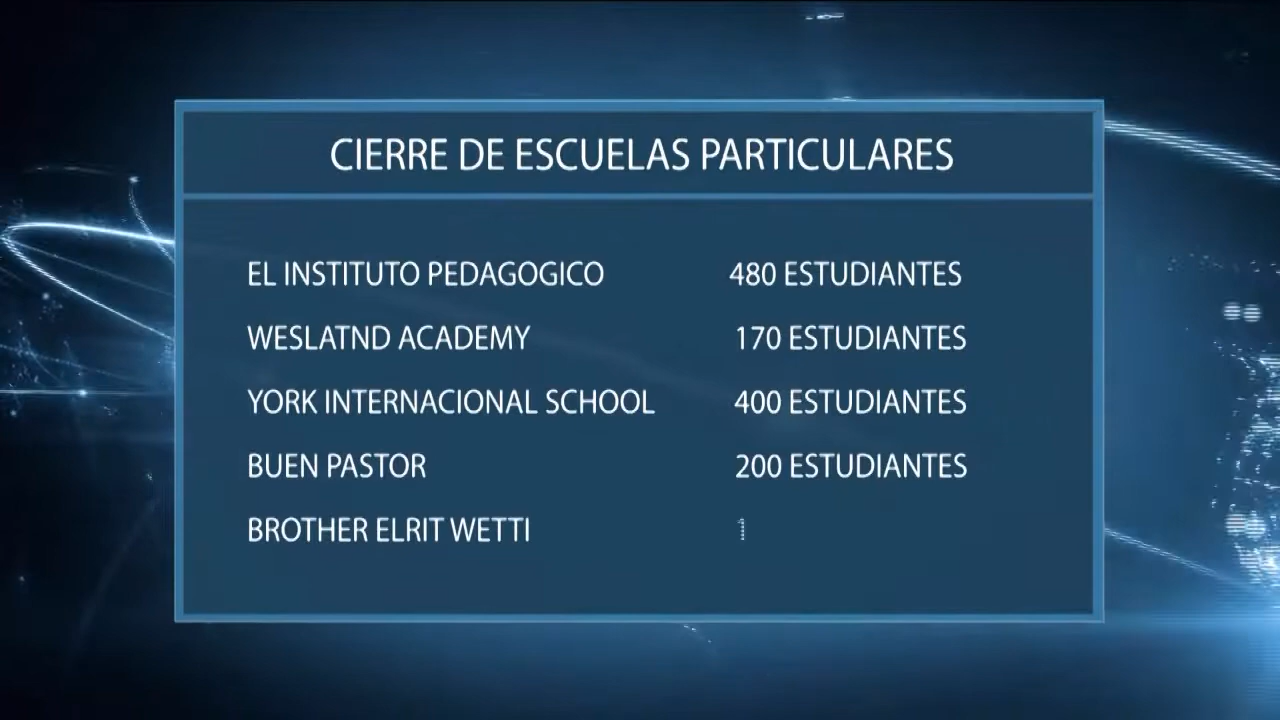 CIERRE DE ESCUELAS PARTICULARES
EL INSTITUTO PEDAGOGICO 480 ESTUDIANTES
WESLATND ACADEMY 170 ESTUDIANTES
YORK INTERNACIONAL SCHOOL 400 ESTUDIANTES
BUEN PASTOR 200 ESTUDIANTES
BROTHER ELRIT WETTI 1